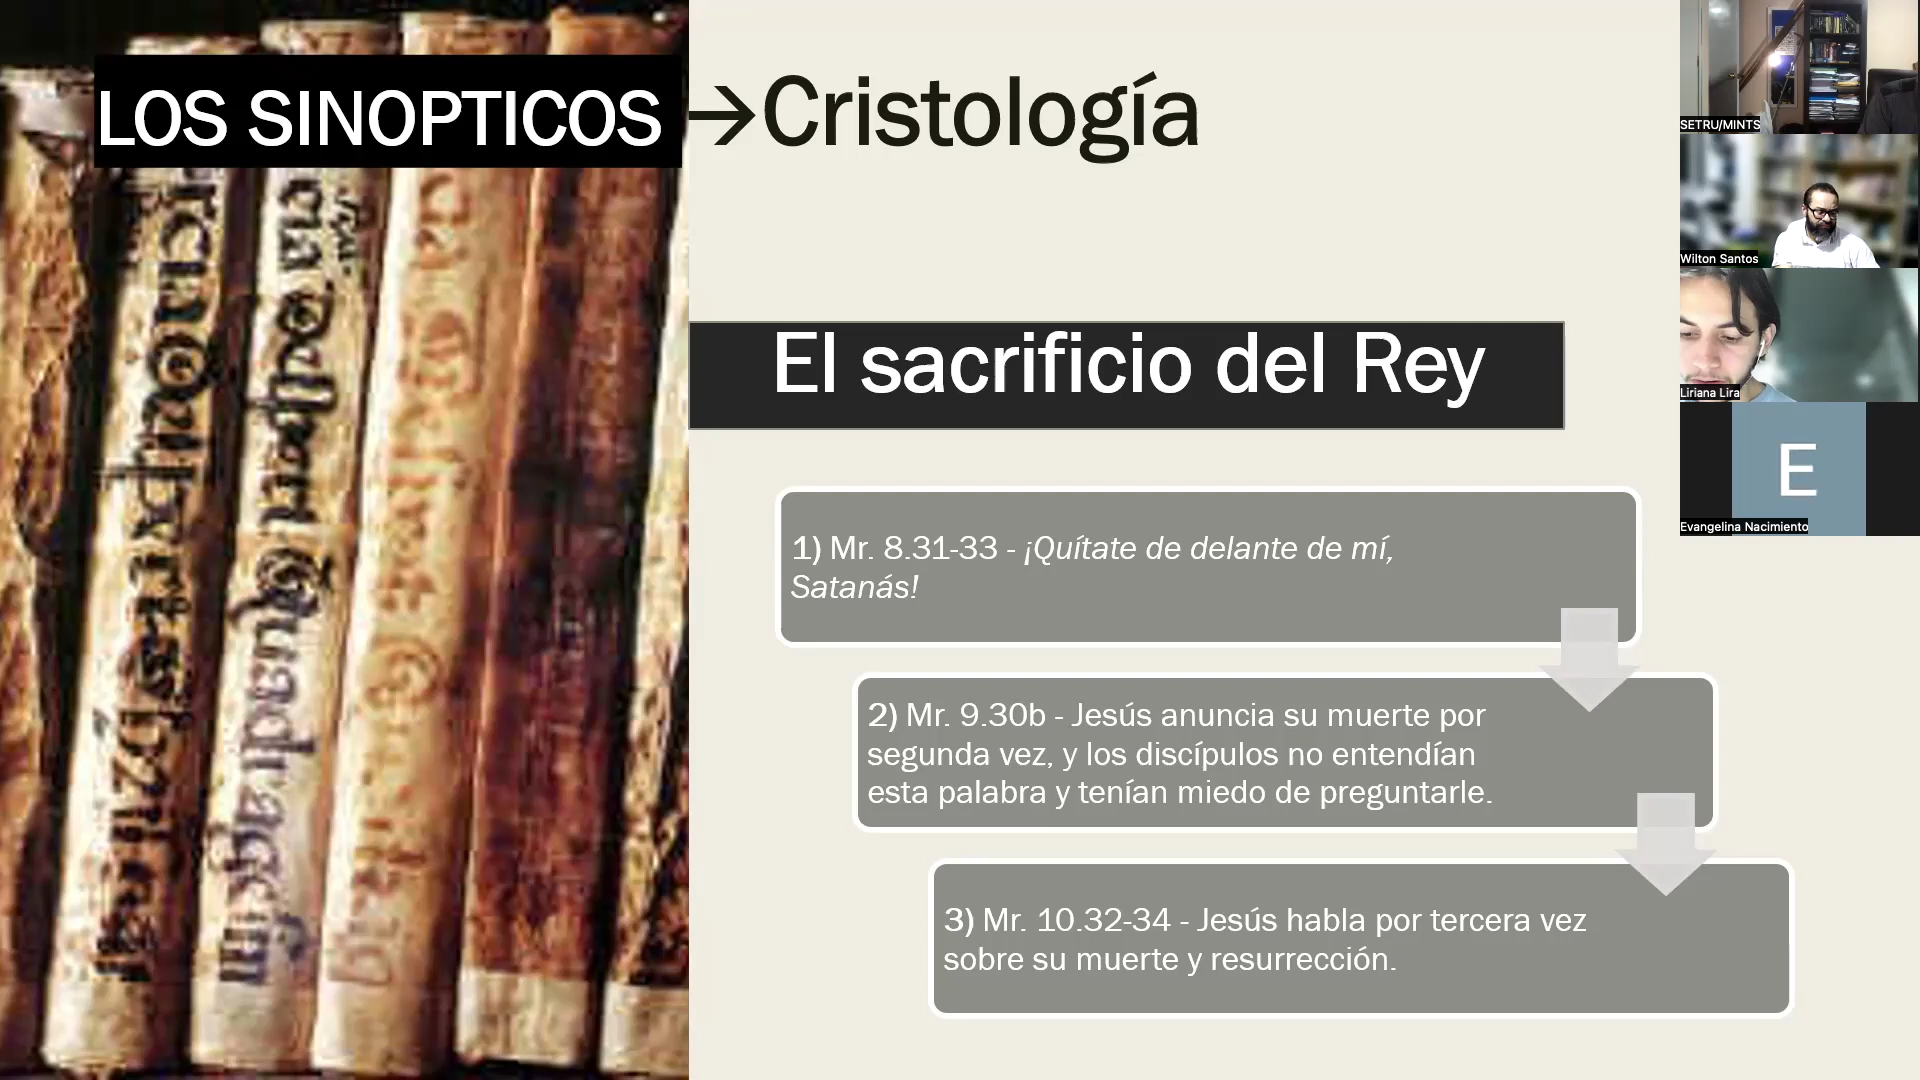 LOS SINOPTICOS →Cristología
El sacrificio del Rey
1) Mr. 8.31-33 - ¡Quítate de delante de mí,
Satanás!
2) Mr. 9.30b - Jesús anuncia su muerte por
segunda vez, y los discípulos no entendían
esta palabra y tenían miedo de preguntarle.
3) Mr. 10.32-34 - Jesús habla por tercera vez
sobre su muerte y resurrección.
SETRU/MINTS
Wilton Santos
Liriana Lira
E
Evangelina Nacimiento